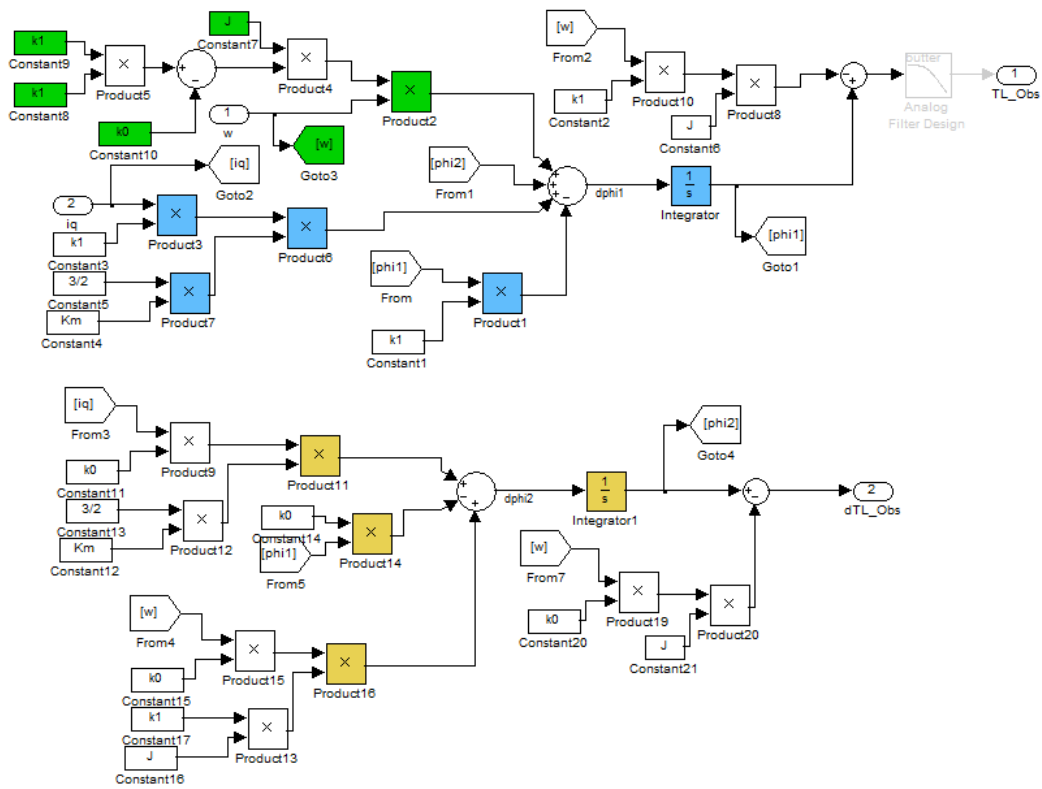 k1
Constant9
k1
Constant8
×
Product5
+
−
k0
Constant10
J
Constant7
×
Product4
×
Product2
1
w
[w]
Goto3
[iq]
Goto2
2
iq
k1
Constant3
×
Product3
3/2
Constant5
Km
Constant4
×
Product7
×
Product6
[phi2]
From1
+
+
+
−
dphi1
1
s
Integrator
[phi1]
Goto1
[phi1]
From
k1
Constant1
×
Product1
[w]
From2
k1
Constant2
×
Product10
J
Constant6
×
Product8
+
−
butter
Analog
Filter Design
1
TL_Obs
[iq]
From3
k0
Constant11
×
Product9
3/2
Constant13
Km
Constant12
×
Product12
×
Product11
k0
Constant14
[phi1]
From5
×
Product14
+
−
+
dphi2
1
s
Integrator1
[phi2]
Goto4
+
−
2
dTL_Obs
[w]
From4
k0
Constant15
×
Product15
k1
Constant17
J
Constant16
×
Product13
×
Product16
[w]
From7
k0
Constant20
×
Product19
J
Constant21
×
Product20